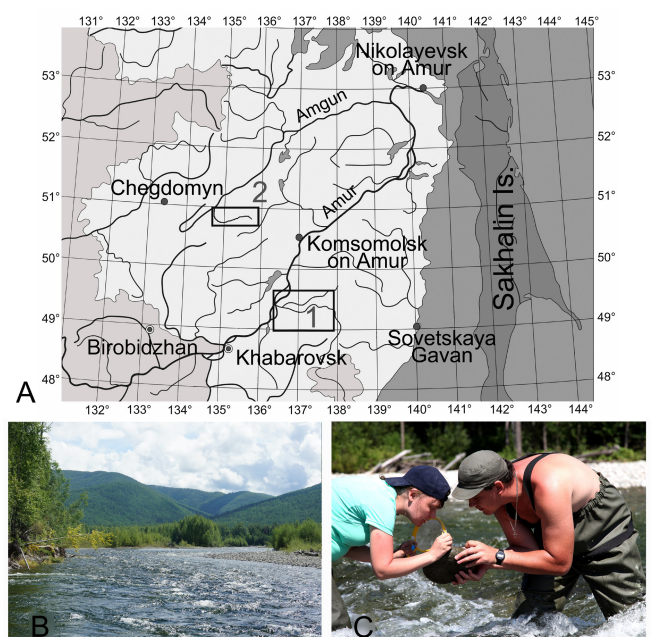 131° 132° 133° 134° 135° 136° 137° 138° 139° 140° 141° 142° 143° 144° 145°
Nikolayevsk
on Amur
53°
53°
Amgun
52°
52°
Chegdomyn
2
51°
51°
Amur
Sakhalin Is.
Komsomolsk
on Amur
50°
50°
49°
49°
1
Birobidzhan
Khabarovsk
Sovetskaya
Gavan
48°
48°
A
132° 133° 134° 135° 136° 137° 138° 139° 140° 141° 142° 143° 144°
B
C